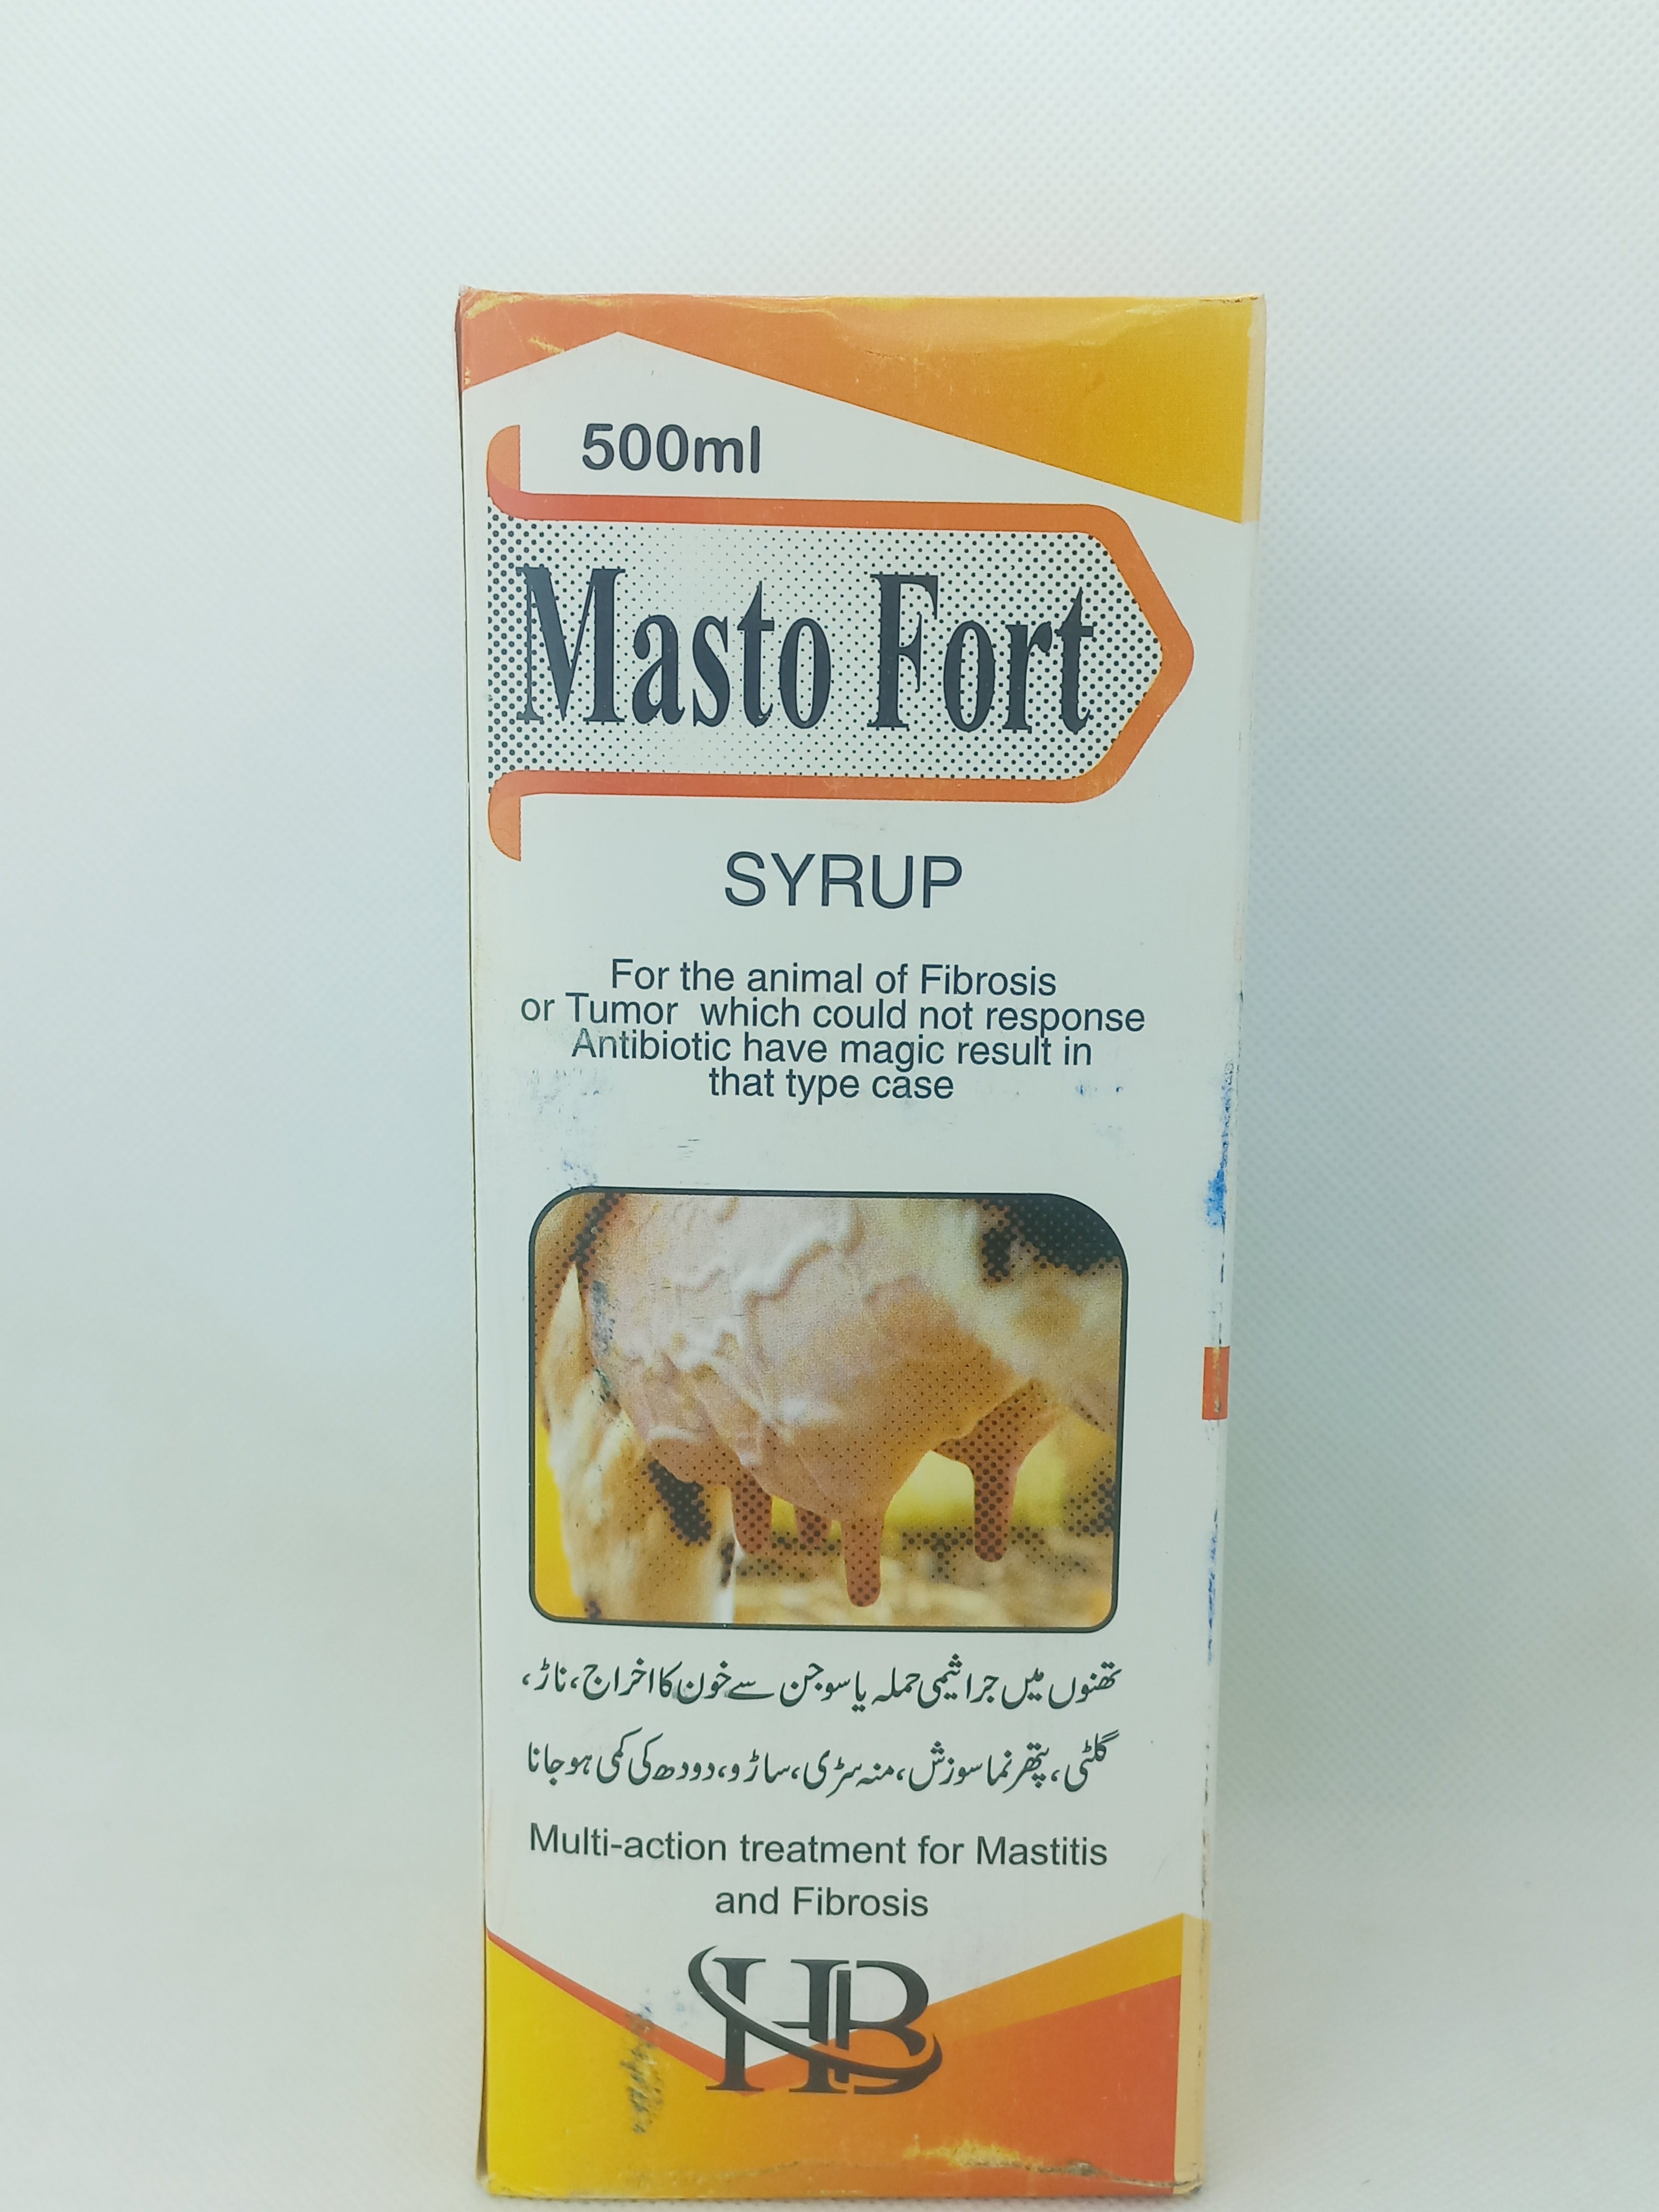 500ml
Masto Fort
SYRUP
For the animal of Fibrosis
or Tumor which could not response
Antibiotic have magic result in
that type case
تھنوں میں جراثیمی حملہ یا سوجن سے خون کا اخراج، ناڑ،
گلٹی، پتھر نما سوزش، منہ سڑی، ساڑو، دودھ کی کمی ہو جانا
Multi-action treatment for Mastitis
and Fibrosis
HB